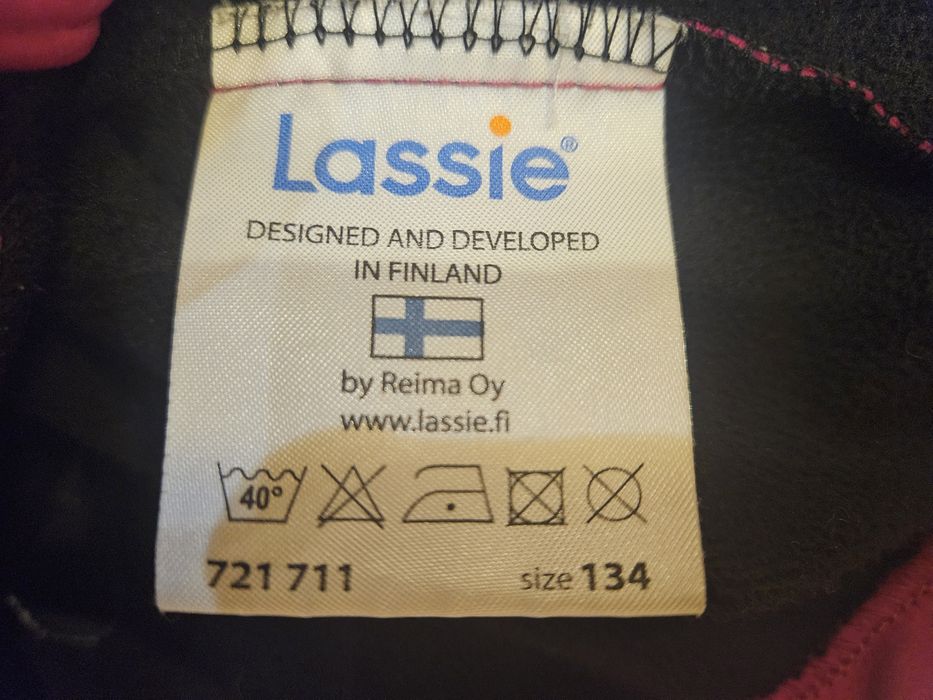 Lassie®
DESIGNED AND DEVELOPED
IN FINLAND
by Reima Oy
www.lassie.fi
40°
721 711 size 134